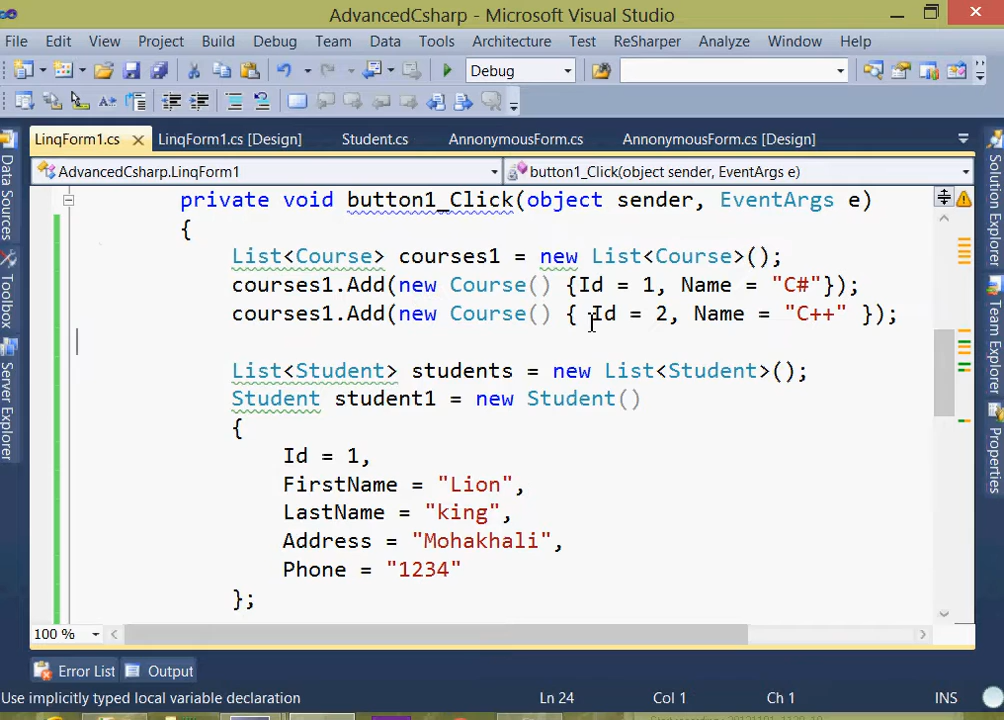 AdvancedCsharp - Microsoft Visual Studio
File Edit View Project Build Debug Team Data Tools Architecture Test ReSharper Analyze Window Help
Debug
LinqForm1.cs LinqForm1.cs [Design] Student.cs AnnonymousForm.cs AnnonymousForm.cs [Design]
AdvancedCsharp.LinqForm1 button1_Click(object sender, EventArgs e)
private void button1_Click(object sender, EventArgs e)
{
List<Course> courses1 = new List<Course>();
courses1.Add(new Course() {Id = 1, Name = "C#"});
courses1.Add(new Course() { Id = 2, Name = "C++" });
List<Student> students = new List<Student>();
Student student1 = new Student()
{
Id = 1,
FirstName = "Lion",
LastName = "king",
Address = "Mohakhali",
Phone = "1234"
};
100 %
Data Sources
Toolbox
Server Explorer
Solution Explorer
Properties
Error List Output
Use implicitly typed local variable declaration Ln 24 Col 1 Ch 1 INS